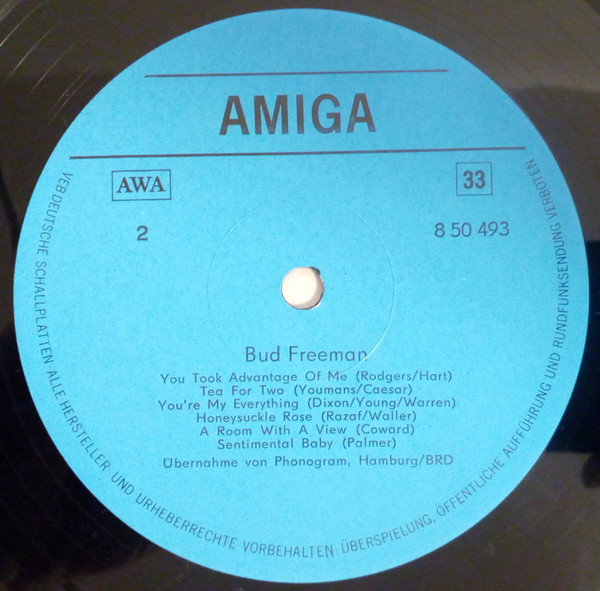 AMIGA
AWA
33
2
8 50 493
Bud Freeman
You Took Advantage Of Me (Rodgers/Hart)
Tea For Two (Youmans/Caesar)
You're My Everything (Dixon/Young/Warren)
Honeysuckle Rose (Razaf/Waller)
A Room With A View (Coward)
Sentimental Baby (Palmer)
Übernahme von Phonogram, Hamburg/BRD
VEB DEUTSCHE SCHALLPLATTEN ALLE HERSTELLER- UND URHEBERRECHTE VORBEHALTEN ÜBERSPIELUNG, ÖFFENTLICHE AUFFÜHRUNG UND RUNDFUNKSENDUNG VERBOTEN